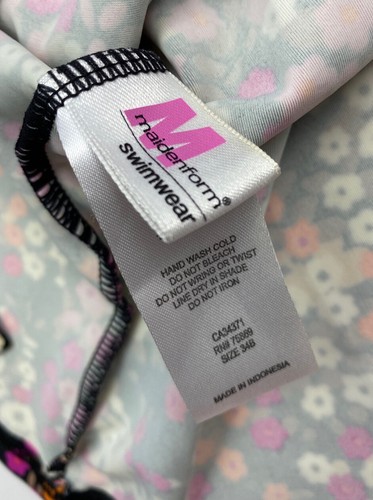 M
maidenform®
swimwear
HAND WASH COLD
DO NOT BLEACH
DO NOT WRING OR TWIST
LINE DRY IN SHADE
DO NOT IRON
CA34371
RN# 75869
SIZE 34B
MADE IN INDONESIA